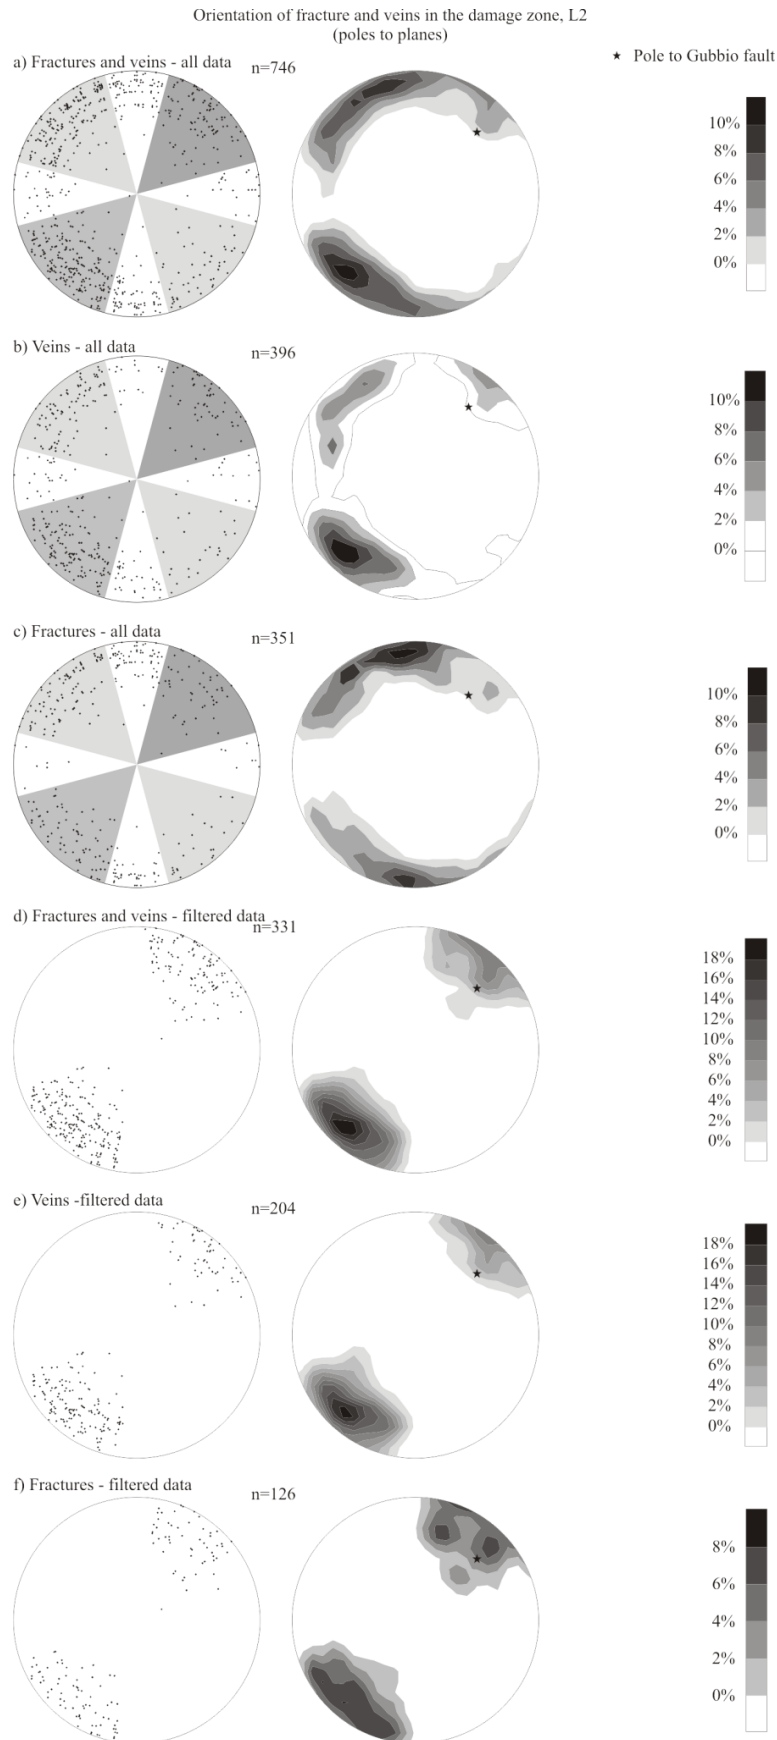 Orientation of fracture and veins in the damage zone, L2
(poles to planes)
★ Pole to Gubbio fault
a) Fractures and veins - all data
n=746
10%
8%
6%
4%
2%
0%
b) Veins - all data
n=396
10%
8%
6%
4%
2%
0%
c) Fractures - all data
n=351
10%
8%
6%
4%
2%
0%
d) Fractures and veins - filtered data
n=331
18%
16%
14%
12%
10%
8%
6%
4%
2%
0%
e) Veins -filtered data
n=204
18%
16%
14%
12%
10%
8%
6%
4%
2%
0%
f) Fractures - filtered data
n=126
8%
6%
4%
2%
0%